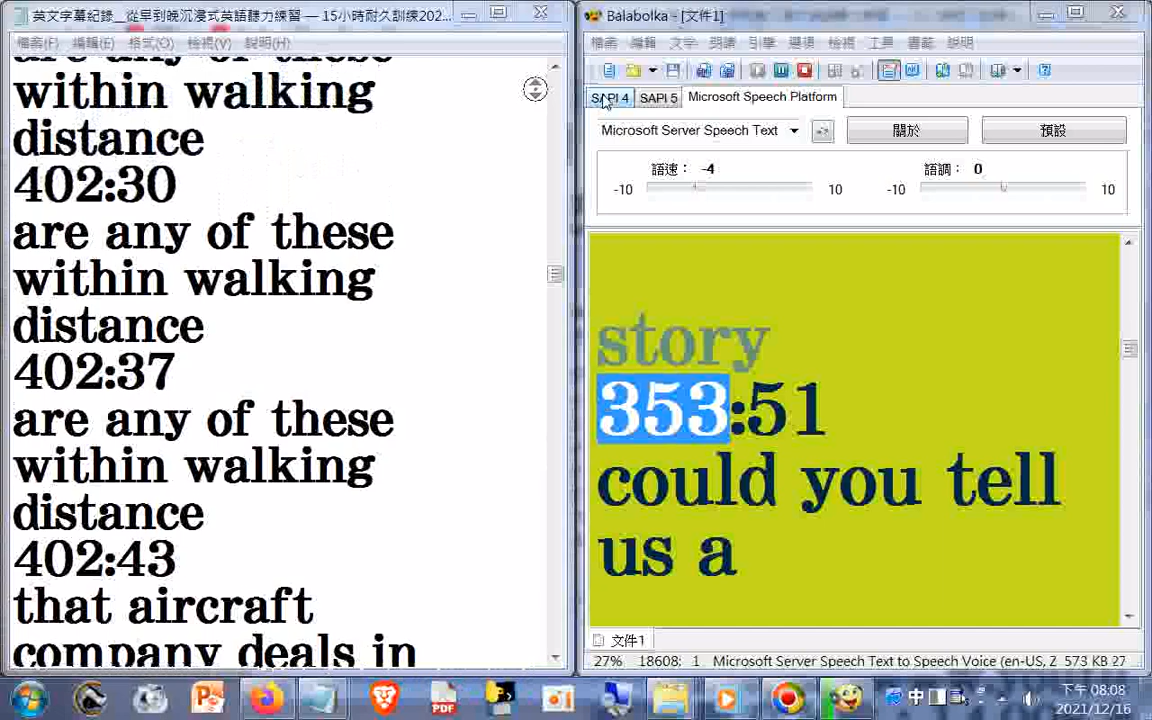 英文字幕紀錄__從早到晚沉浸式英語聽力練習 — 15小時耐久訓練202...
檔案(F) 編輯(E) 格式(O) 檢視(V) 說明(H)
are any of these
within walking
distance
402:30
are any of these
within walking
distance
402:37
are any of these
within walking
distance
402:43
that aircraft
company deals in
Balabolka - [文件1]
檔案 編輯 文字 朗讀 引擎 選項 檢視 工具 書籤 說明
SAPI 4 SAPI 5 Microsoft Speech Platform
Microsoft Server Speech Text 關於 預設
語速: -4 語調: 0
-10 10 -10 10
story
353:51
could you tell
us a
文件1
27% 18608: 1 Microsoft Server Speech Text to Speech Voice (en-US, Z 573 KB 27
PDF 中 下午 08:08
2021/12/16